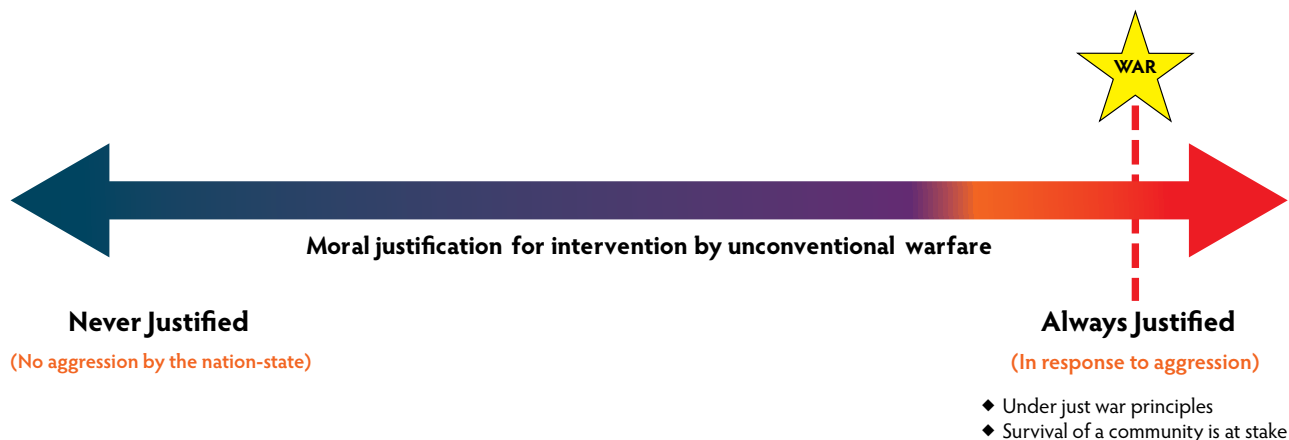 WAR
Moral justification for intervention by unconventional warfare
Never Justified
(No aggression by the nation-state)
Always Justified
(In response to aggression)
◆ Under just war principles
◆ Survival of a community is at stake